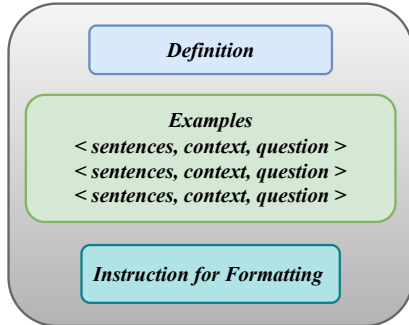 Definition
Examples
< sentences, context, question >
< sentences, context, question >
< sentences, context, question >
Instruction for Formatting